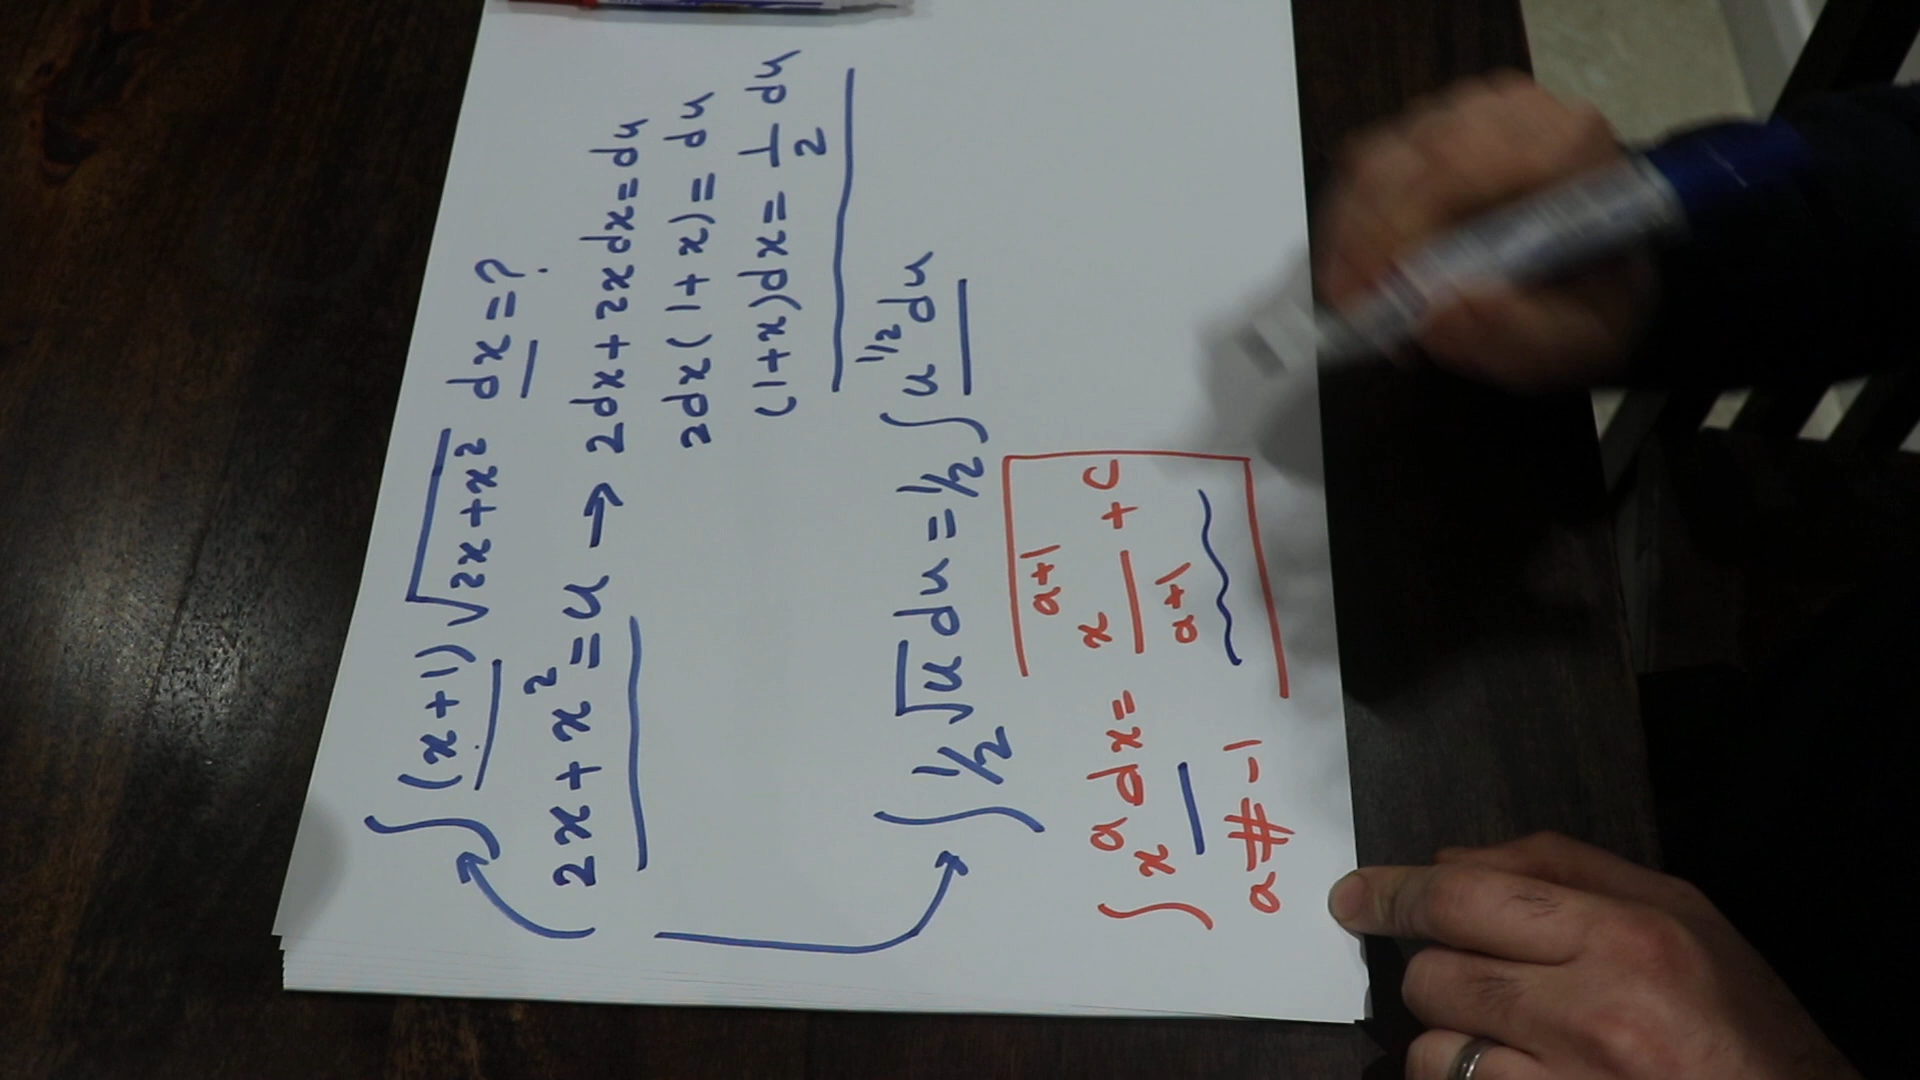 ∫(x+1)√(2x+x²) dx=?
2x+x²=u → 2dx+2xdx=du
2dx(1+x)=du
(1+x)dx=1/2 du
∫1/2 √u du=1/2∫u^1/2 du
∫x^a dx= x^(a+1)/(a+1) +c
a≠-1